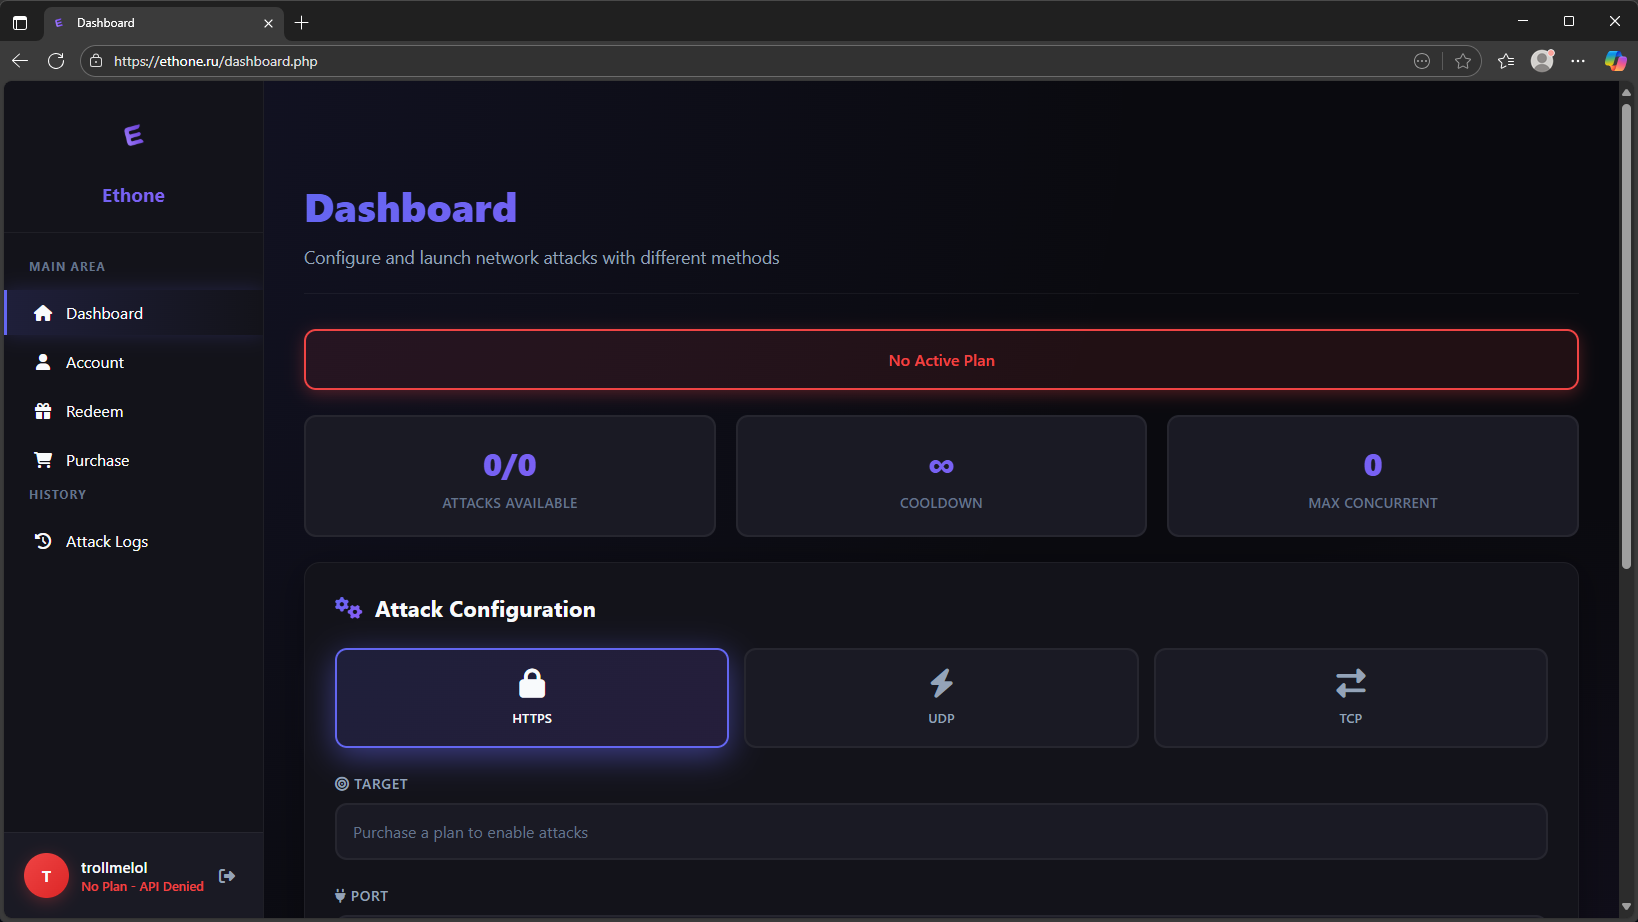 Dashboard
https://ethone.ru/dashboard.php
E
Ethone
MAIN AREA
Dashboard
Account
Redeem
Purchase
HISTORY
Attack Logs
T
trollmelol
No Plan - API Denied
Dashboard
Configure and launch network attacks with different methods
No Active Plan
0/0
ATTACKS AVAILABLE
∞
COOLDOWN
0
MAX CONCURRENT
Attack Configuration
HTTPS
UDP
TCP
TARGET
Purchase a plan to enable attacks
PORT